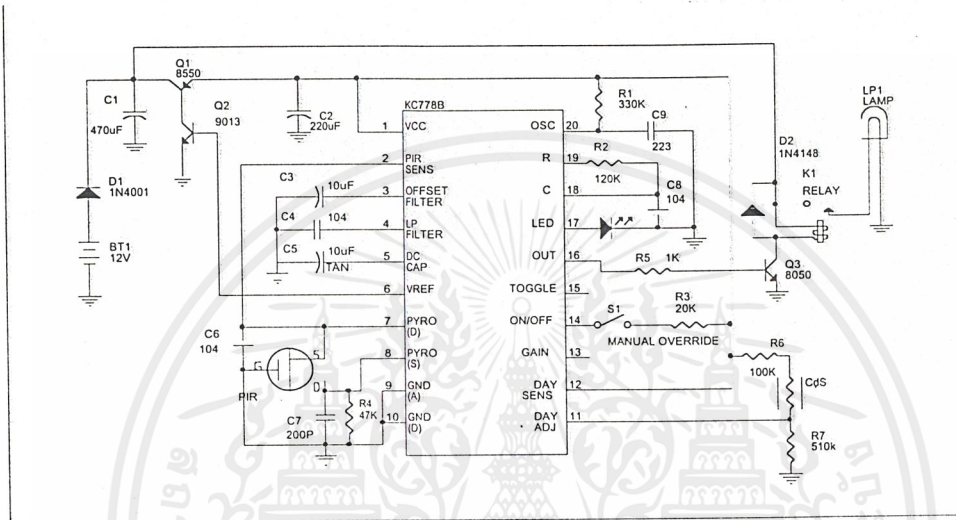 Q1
8550
C1
470uF
Q2
9013
C2
220uF
D1
1N4001
BT1
12V
KC778B
1 VCC
2 PIR SENS
3 OFFSET FILTER
4 LP FILTER
5 DC CAP
6 VREF
7 PYRO (D)
8 PYRO (S)
9 GND (A)
10 GND (D)
OSC 20
R 19
C 18
LED 17
OUT 16
TOGGLE 15
ON/OFF 14
GAIN 13
DAY SENS 12
DAY ADJ 11
C3
10uF
C4 104
C5
10uF
TAN
C6
104
G
S
D
PIR
C7
200P
R4
47K
R1
330K
C9
223
R2
120K
C8
104
R5 1K
S1
R3
20K
MANUAL OVERRIDE
R6
100K
CdS
R7
510k
D2
1N4148
K1
RELAY
LP1
LAMP
Q3
8050